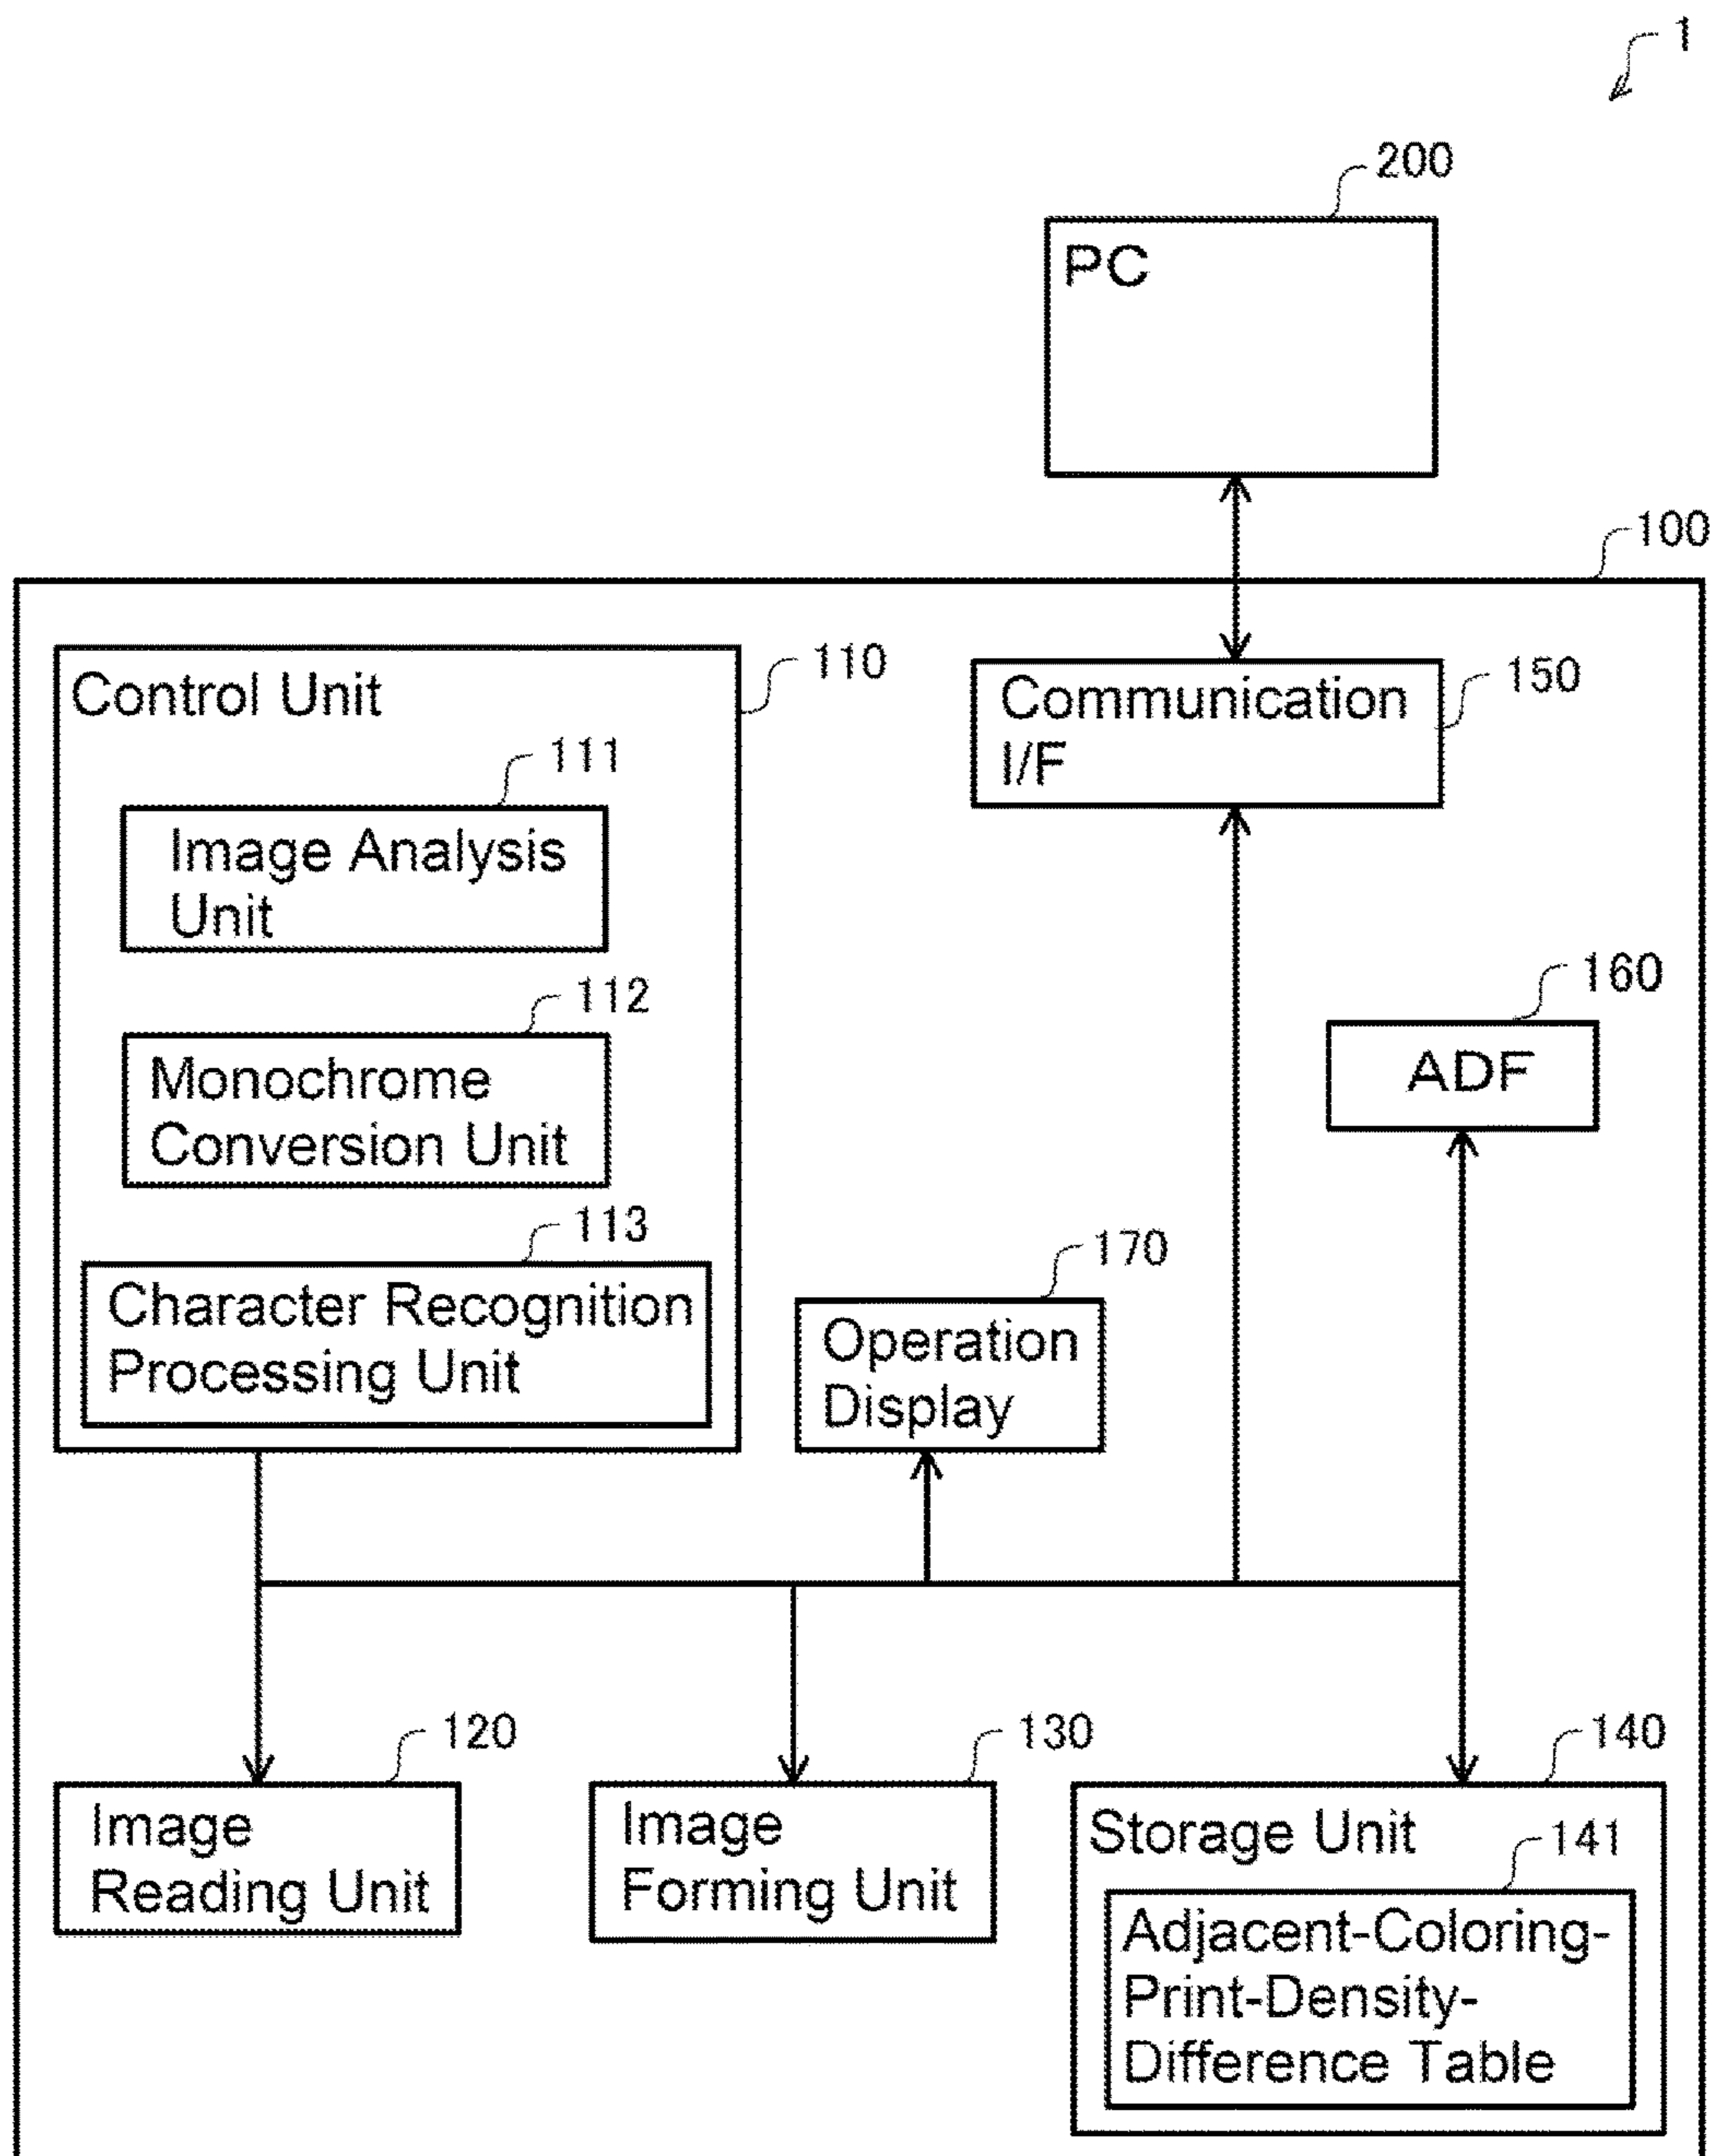 1
200
PC
100
110
Control Unit
150
Communication
I/F
111
Image Analysis
Unit
160
ADF
112
Monochrome
Conversion Unit
113
Character Recognition
Processing Unit
170
Operation
Display
120
Image
Reading Unit
130
Image
Forming Unit
140
Storage Unit
141
Adjacent-Coloring-
Print-Density-
Difference Table